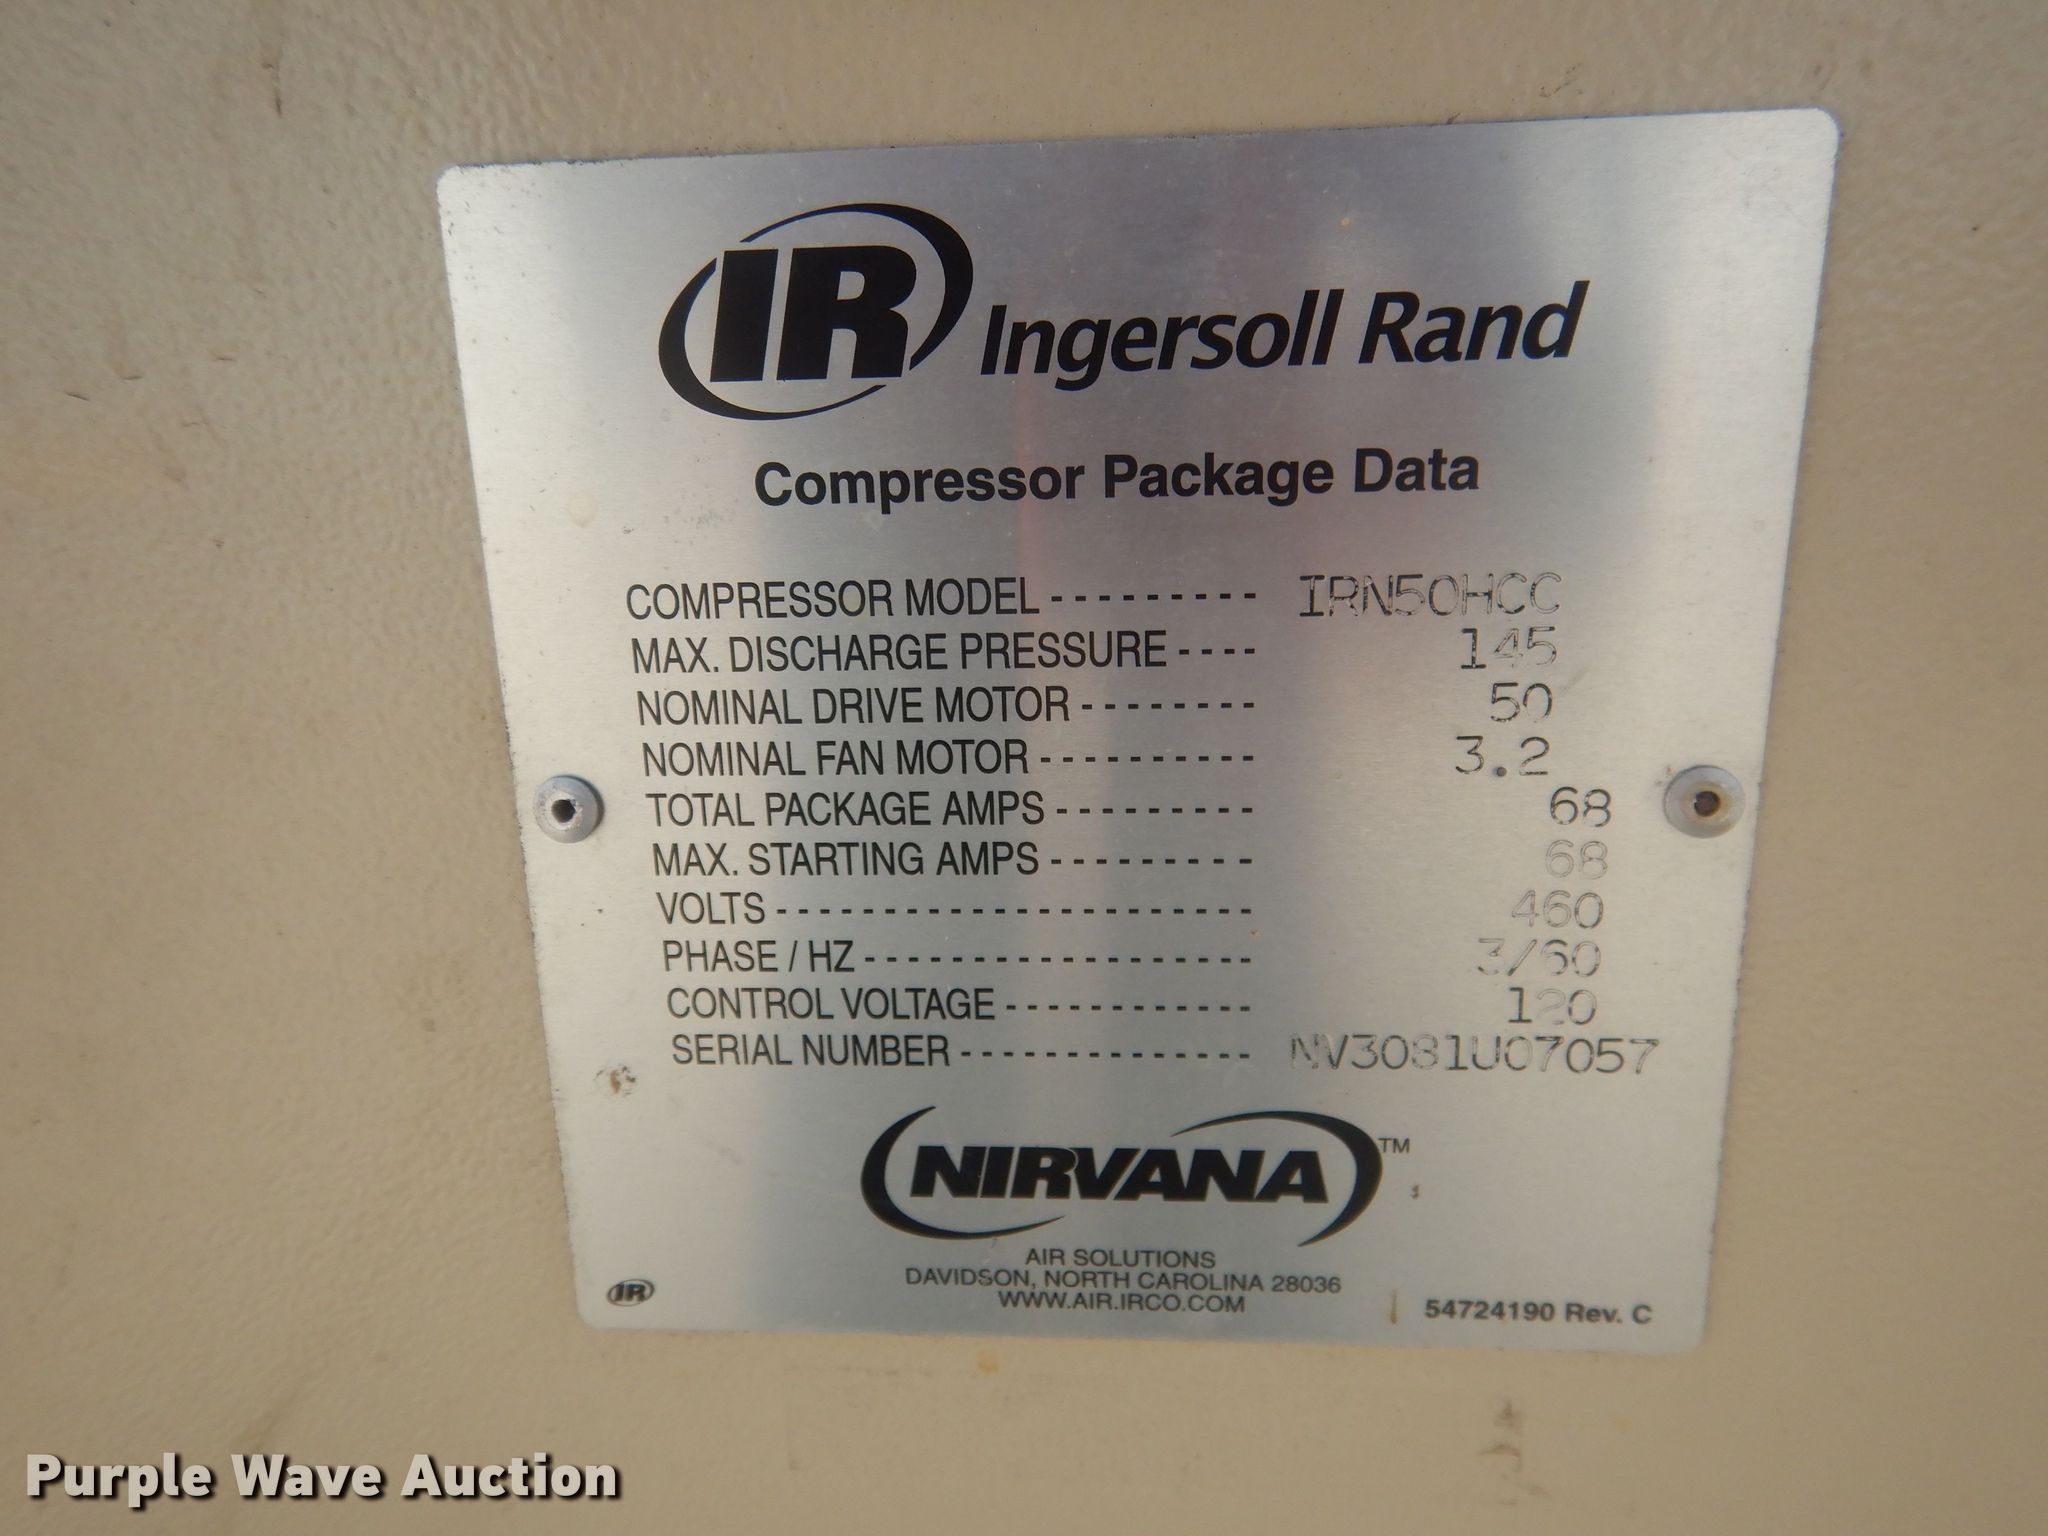 IR Ingersoll Rand
Compressor Package Data
COMPRESSOR MODEL --------- IRN50HCC
MAX. DISCHARGE PRESSURE ---- 145
NOMINAL DRIVE MOTOR -------- 50
NOMINAL FAN MOTOR ---------- 3.2
TOTAL PACKAGE AMPS --------- 68
MAX. STARTING AMPS --------- 68
VOLTS ---------------------- 460
PHASE / HZ ------------------ 3/60
CONTROL VOLTAGE ----------- 120
SERIAL NUMBER -------------- NV3081U07057
NIRVANA™
AIR SOLUTIONS
DAVIDSON, NORTH CAROLINA 28036
WWW.AIR.IRCO.COM
IR
54724190 Rev. C
Purple Wave Auction